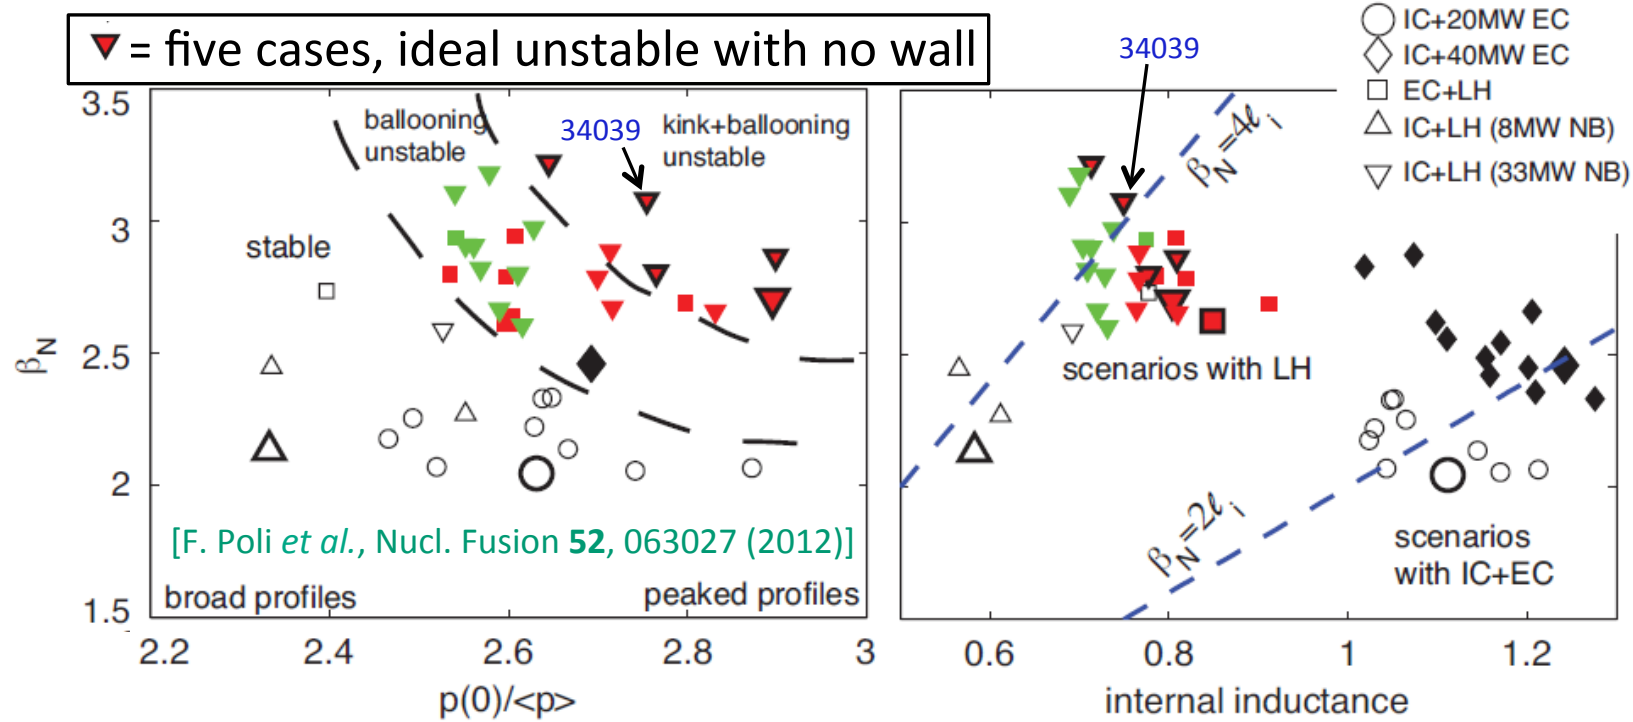 = five cases, ideal unstable with no wall
34039
IC+20MW EC
IC+40MW EC
EC+LH
IC+LH (8MW NB)
IC+LH (33MW NB)
3.5
3
2.5
2
1.5
βN
ballooning
unstable
34039
kink+ballooning
unstable
stable
[F. Poli et al., Nucl. Fusion 52, 063027 (2012)]
broad profiles
peaked profiles
2.2
2.4
2.6
2.8
3
p(0)/<p>
βN=4ℓi
scenarios with LH
βN=2ℓi
scenarios
with IC+EC
0.6
0.8
1
1.2
internal inductance